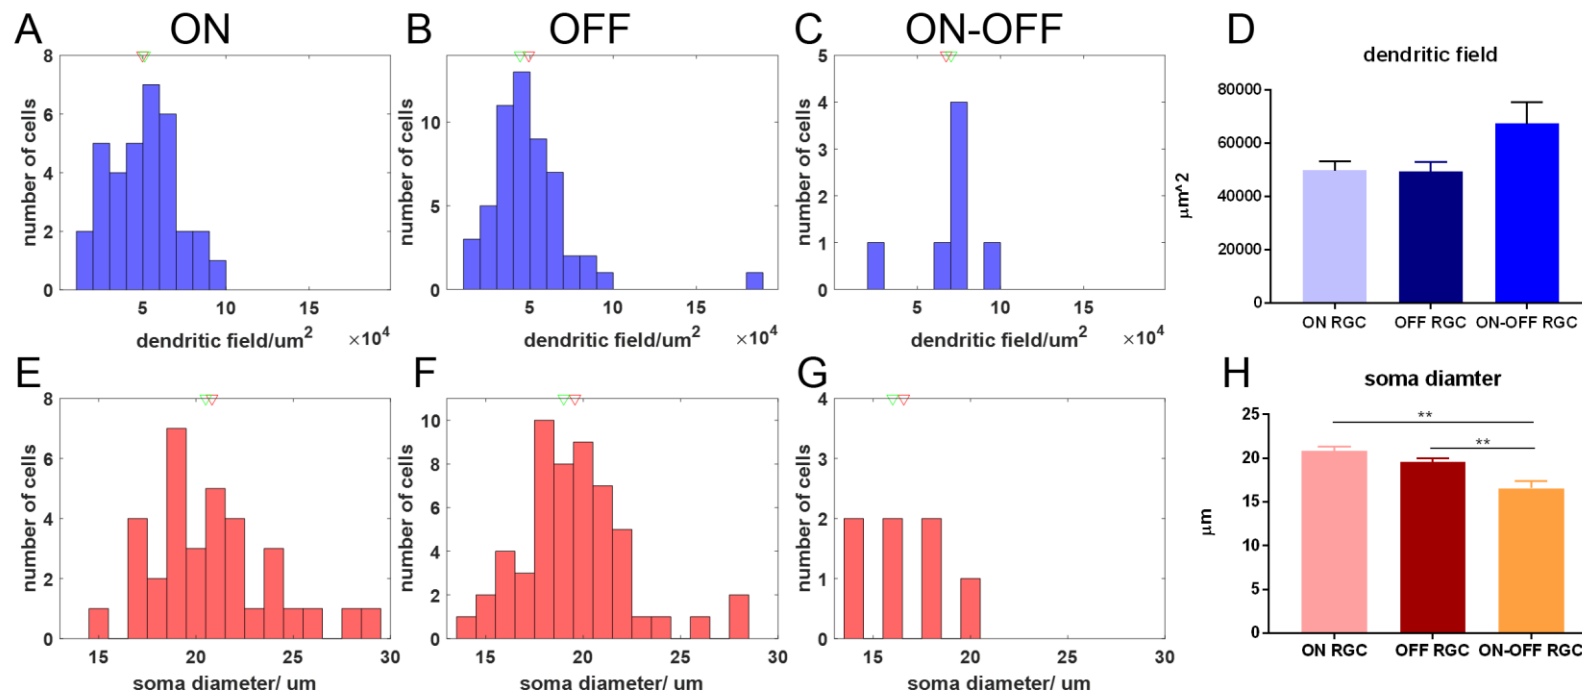 A ON
B OFF
C ON-OFF
D
dendritic field
8
6
4
2
0
number of cells
5
10
15
dendritic field/um²
×10⁴
10
5
0
number of cells
5
10
15
dendritic field/um²
×10⁴
5
4
3
2
1
0
number of cells
5
10
15
dendritic field/um²
×10⁴
80000
60000
40000
20000
0
μm^2
ON RGC
OFF RGC
ON-OFF RGC
E
F
G
H
soma diamter
8
6
4
2
0
number of cells
15
20
25
30
soma diameter/ um
10
8
6
4
2
0
number of cells
15
20
25
30
soma diameter/ um
4
3
2
1
0
number of cells
15
20
25
30
soma diameter/ um
25
20
15
10
5
0
μm
**
**
ON RGC
OFF RGC
ON-OFF RGC